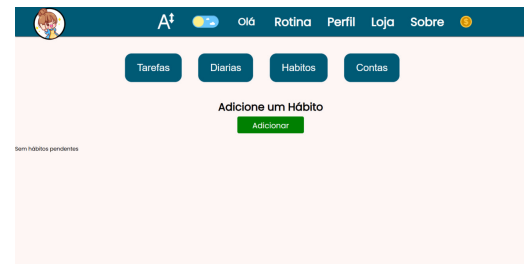 A Olá Rotina Perfil Loja Sobre
Tarefas Diarias Habitos Contas
Adicione um Hábito
Adicionar
Sem hábitos pendentes